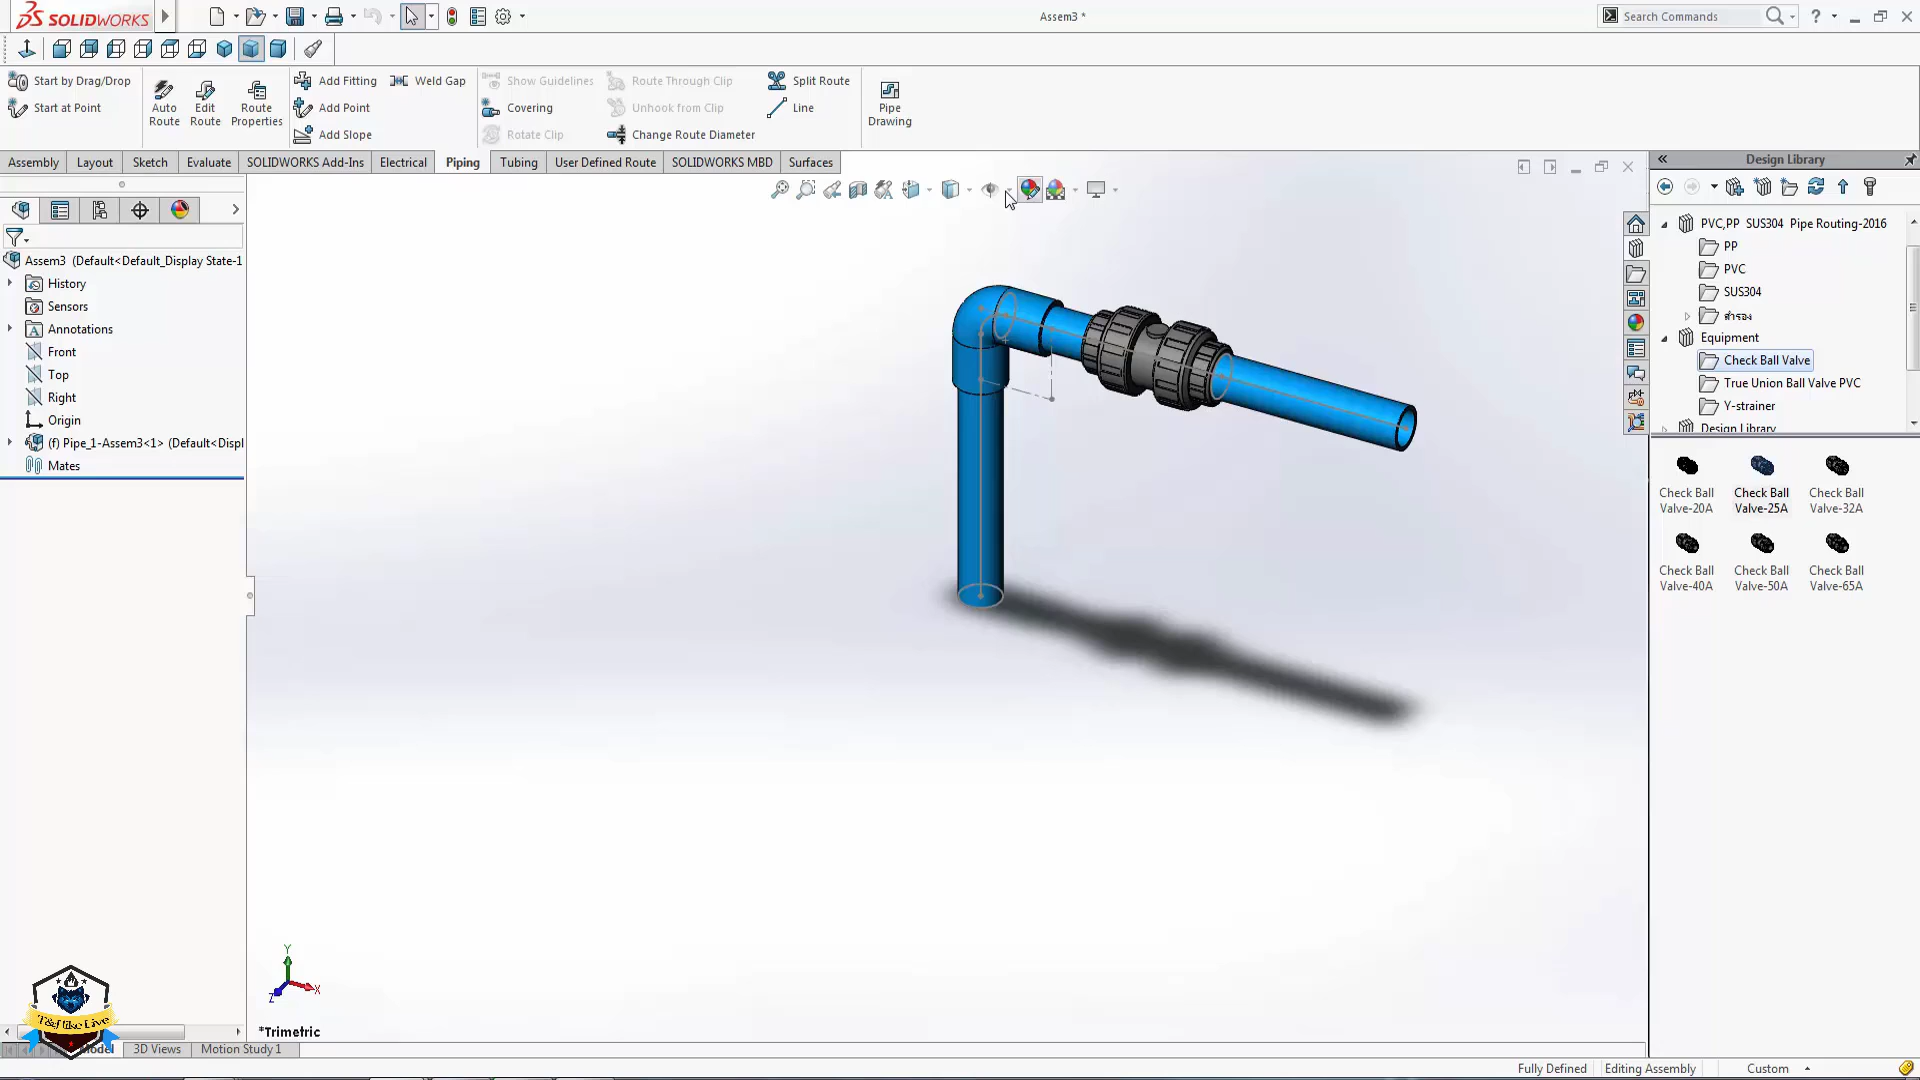 SOLIDWORKS
Assem3 *
Search Commands
Start by Drag/Drop
Start at Point
Auto Route
Edit Route
Route Properties
Add Fitting
Add Point
Add Slope
Weld Gap
Show Guidelines
Covering
Rotate Clip
Route Through Clip
Unhook from Clip
Change Route Diameter
Split Route
Line
Pipe Drawing
Assembly
Layout
Sketch
Evaluate
SOLIDWORKS Add-Ins
Electrical
Piping
Tubing
User Defined Route
SOLIDWORKS MBD
Surfaces
Assem3 (Default<Default_Display State-1
History
Sensors
Annotations
Front
Top
Right
Origin
(f) Pipe_1-Assem3<1> (Default<Displ
Mates
Design Library
PVC,PP SUS304 Pipe Routing-2016
PP
PVC
SUS304
สำรอง
Equipment
Check Ball Valve
True Union Ball Valve PVC
Y-strainer
Design Library
Check Ball Valve-20A
Check Ball Valve-25A
Check Ball Valve-32A
Check Ball Valve-40A
Check Ball Valve-50A
Check Ball Valve-65A
Y
X
Z
*Trimetric
T&J like Live
3D Views
Motion Study 1
Fully Defined
Editing Assembly
Custom